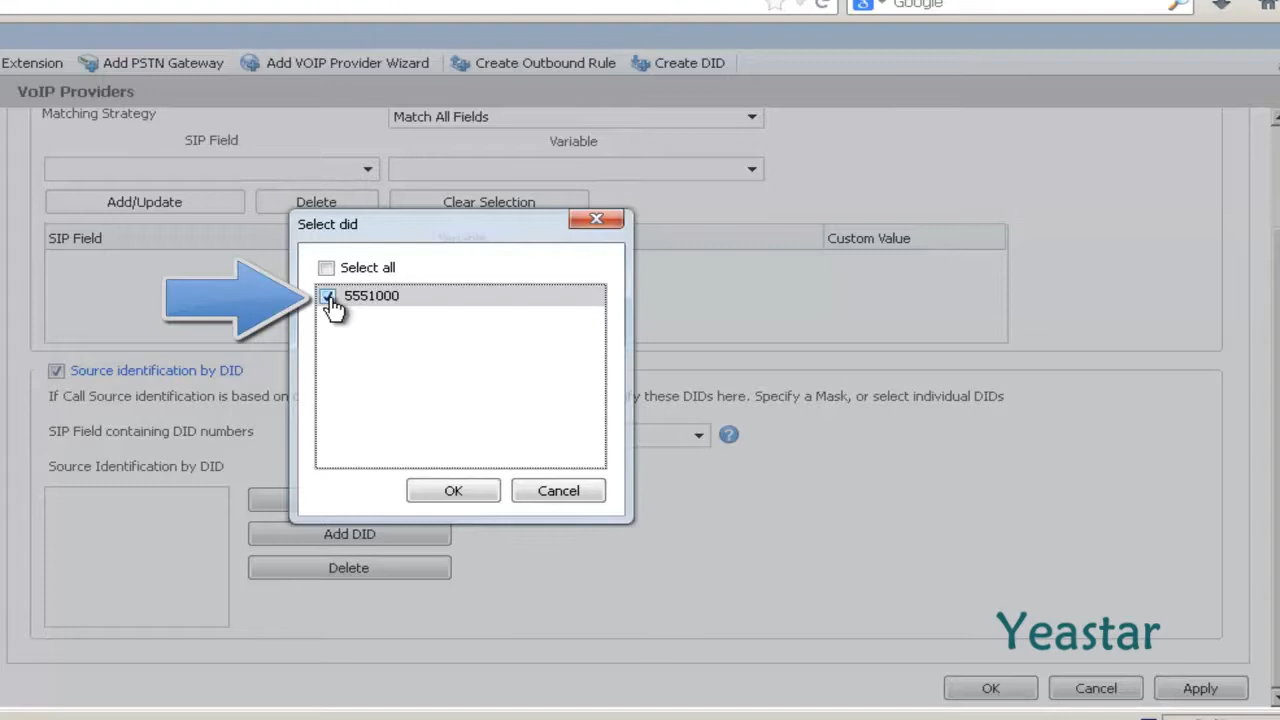 Google
Extension Add PSTN Gateway Add VOIP Provider Wizard Create Outbound Rule Create DID
VoIP Providers
Matching Strategy Match All Fields
SIP Field Variable
Add/Update Delete Clear Selection
Select did
SIP Field Custom Value
Select all
5551000
Source identification by DID
If Call Source identification is based on these DIDs here. Specify a Mask, or select individual DIDs
SIP Field containing DID numbers
Source Identification by DID
OK Cancel
Add DID
Delete
Yeastar
OK Cancel Apply